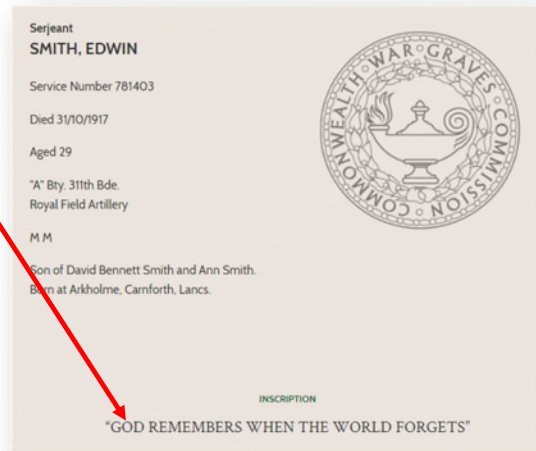 Serjeant
SMITH, EDWIN
Service Number 781403
Died 31/10/1917
Aged 29
"A" Bty. 311th Bde.
Royal Field Artillery
M M
Son of David Bennett Smith and Ann Smith.
Born at Arkholme, Carnforth, Lancs.
COMMONWEALTH · WAR · GRAVES · COMMISSION
INSCRIPTION
"GOD REMEMBERS WHEN THE WORLD FORGETS"